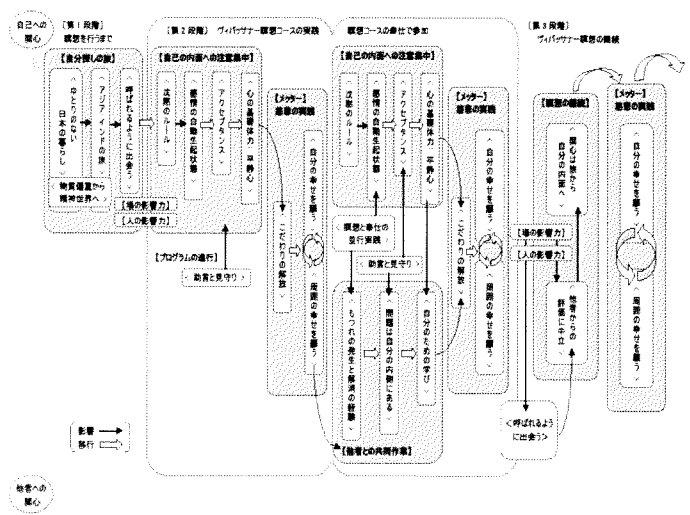 自己への
関心
[第1段階]
瞑想を行うまで
【自分探しの旅】
<ゆとりのない
日本の暮らし>
<アジア インドの旅>
<呼ばれるように出会う>
<物質偏重から
精神世界へ>
【場の影響力】
【人の影響力】
[第2段階] ヴィパッサナー瞑想コースの実践
【自己の内面への注意集中】
<沈黙のルール>
<感情の自動生起状態>
<アクセプタンス>
<心の基礎体力 平静心>
【プログラムの進行】
<助言と見守り>
【メッター】
慈悲の実践
<こだわりの解放>
<自分の幸せを願う>
<周囲の幸せを願う>
瞑想コースの奉仕で参加
【自己の内面への注意集中】
<沈黙のルール>
<感情の自動生起状態>
<アクセプタンス>
<心の基礎体力 平静心>
<瞑想と奉仕の
並行実践>
<助言と見守り>
<もつれの発生と解消の経験>
<問題は自分の内側にある>
<自分のための学び>
【他者との共同作業】
【メッター】
慈悲の実践
<こだわりの解放>
<自分の幸せを願う>
<周囲の幸せを願う>
[第3段階]
ヴィパッサナー瞑想の継続
【瞑想の継続】
<関心は旅から
自分の内面へ>
【場の影響力】
【人の影響力】
<他者からの
評価に中立>
<呼ばれるよう
に出会う>
【メッター】
慈悲の実践
<自分の幸せを願う>
<周囲の幸せを願う>
影響
移行
他者への
関心